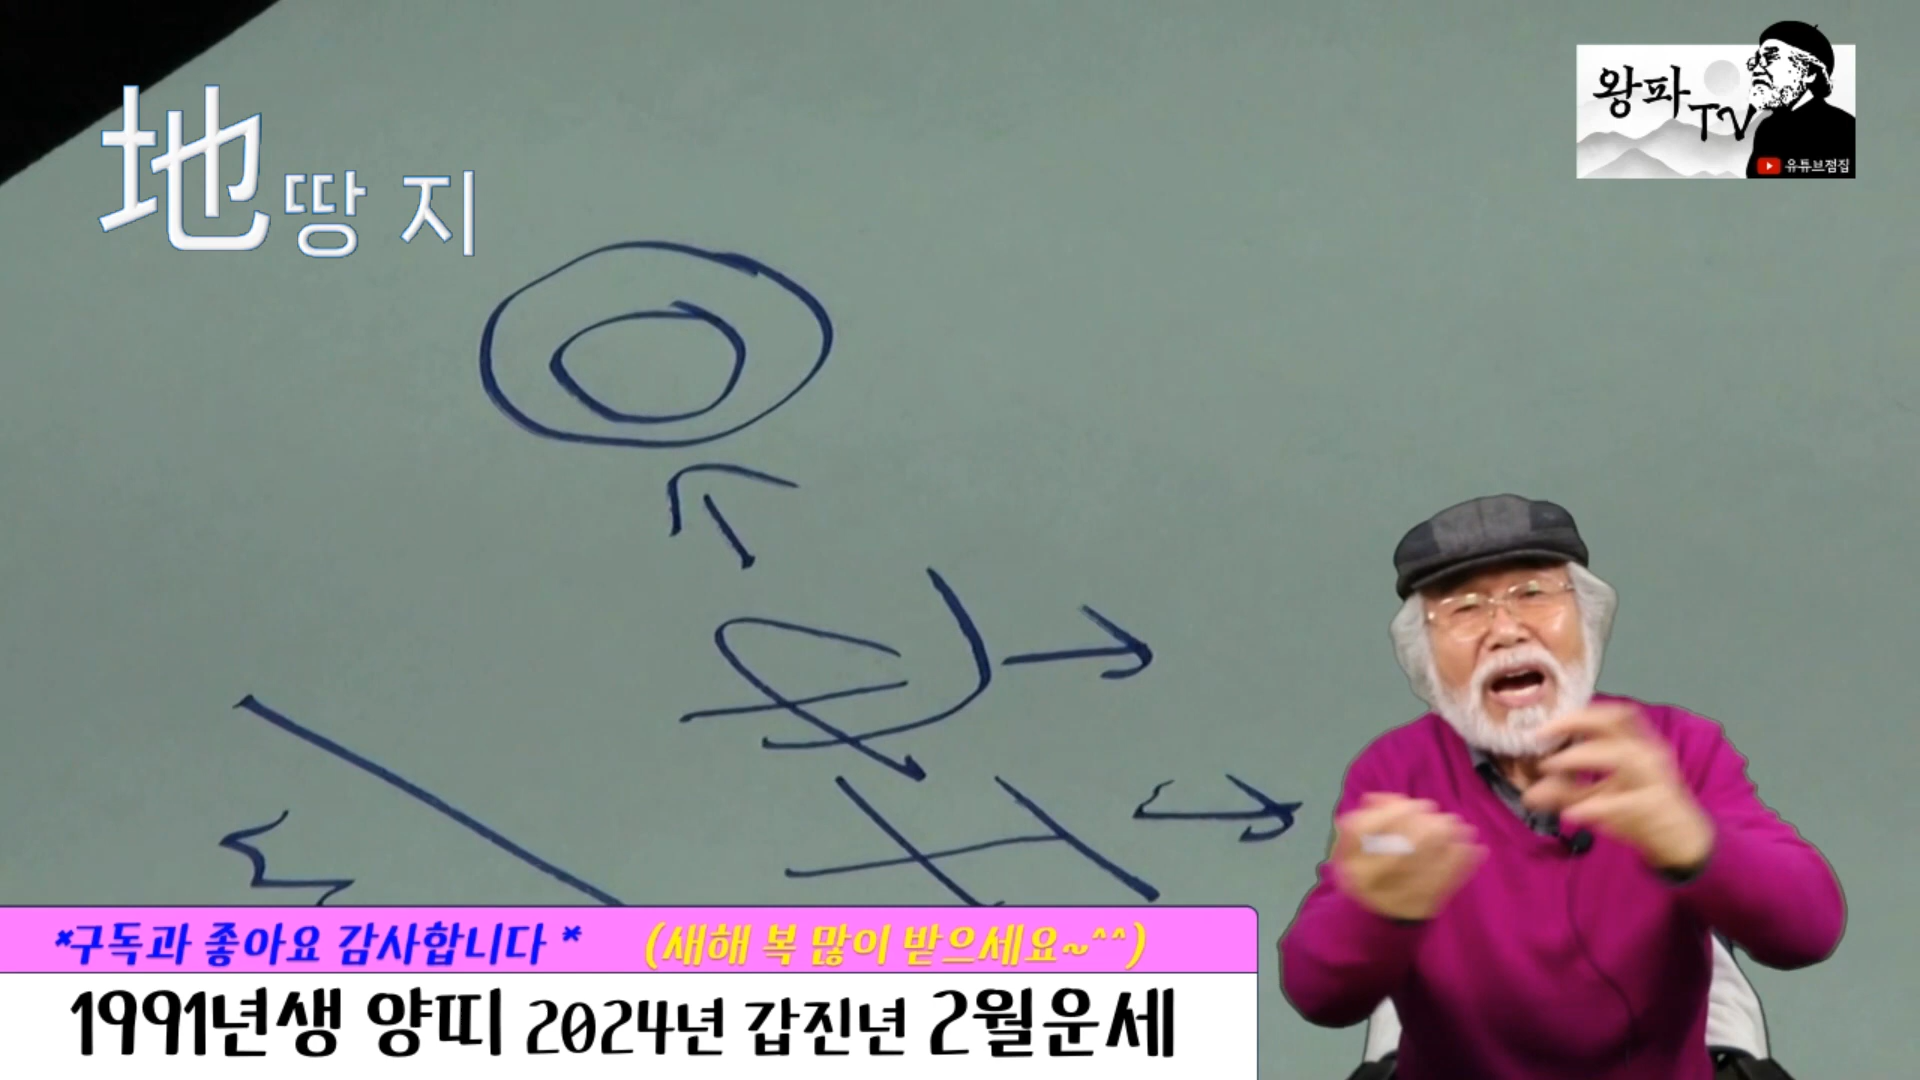 地 땅 지
왕파TV
유튜브점집
*구독과 좋아요 감사합니다 * (새해 복 많이 받으세요~^^)
1991년생 양띠 2024년 갑진년 2월운세